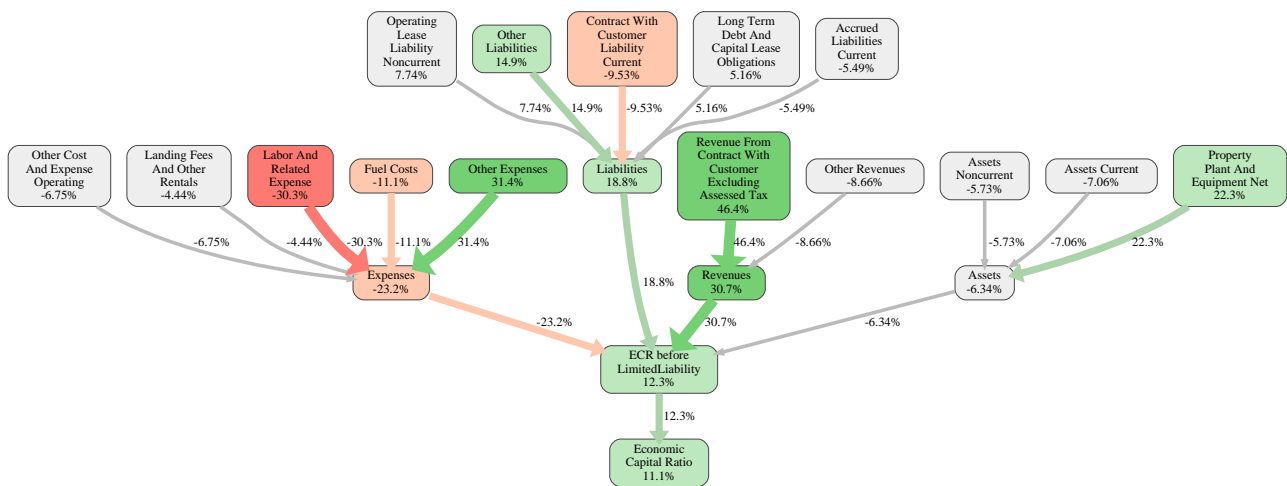 Operating
Lease
Liability
Noncurrent
7.74%
Other
Liabilities
14.9%
Contract With
Customer
Liability
Current
-9.53%
Long Term
Debt And
Capital Lease
Obligations
5.16%
Accrued
Liabilities
Current
-5.49%
7.74%
14.9%
-9.53%
5.16%
-5.49%
Other Cost
And Expense
Operating
-6.75%
Landing Fees
And Other
Rentals
-4.44%
Labor And
Related
Expense
-30.3%
Fuel Costs
-11.1%
Other Expenses
31.4%
Liabilities
18.8%
Revenue From
Contract With
Customer
Excluding
Assessed Tax
46.4%
Other Revenues
-8.66%
Assets
Noncurrent
-5.73%
Assets Current
-7.06%
Property
Plant And
Equipment Net
22.3%
-6.75%
-4.44%
-30.3%
-11.1%
31.4%
46.4%
-8.66%
-5.73%
-7.06%
22.3%
Expenses
-23.2%
18.8%
Revenues
30.7%
Assets
-6.34%
-23.2%
30.7%
-6.34%
ECR before
LimitedLiability
12.3%
12.3%
Economic
Capital Ratio
11.1%